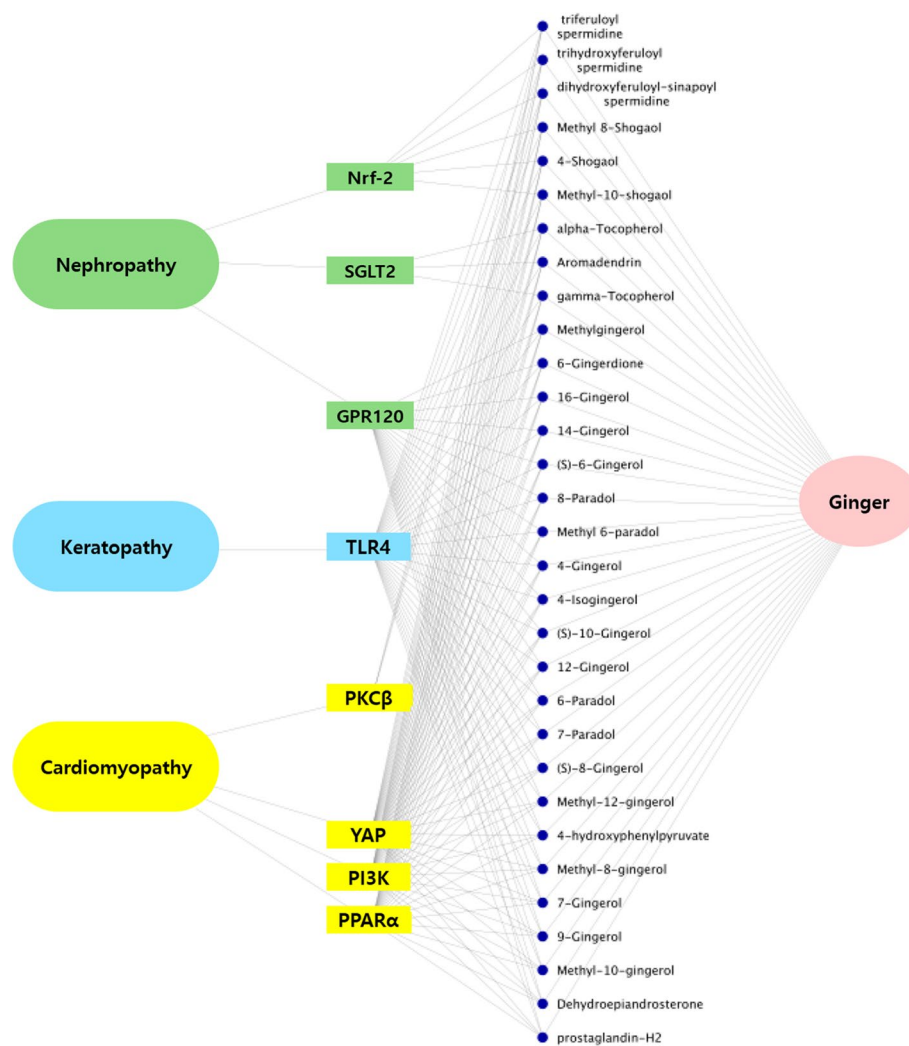 Nephropathy
Keratopathy
Cardiomyopathy
Nrf-2
SGLT2
GPR120
TLR4
PKCβ
YAP
PI3K
PPARα
triferuloyl
spermidine
trihydroxyferuloyl
spermidine
dihydroxyferuloyl-sinapoyl
spermidine
Methyl 8-Shogaol
4-Shogaol
Methyl-10-shogaol
alpha-Tocopherol
Aromadendrin
gamma-Tocopherol
Methylgingerol
6-Gingerdione
16-Gingerol
14-Gingerol
(S)-6-Gingerol
8-Paradol
Methyl 6-paradol
4-Gingerol
4-Isogingerol
(S)-10-Gingerol
12-Gingerol
6-Paradol
7-Paradol
(S)-8-Gingerol
Methyl-12-gingerol
4-hydroxyphenylpyruvate
Methyl-8-gingerol
7-Gingerol
9-Gingerol
Methyl-10-gingerol
Dehydroepiandrosterone
prostaglandin-H2
Ginger